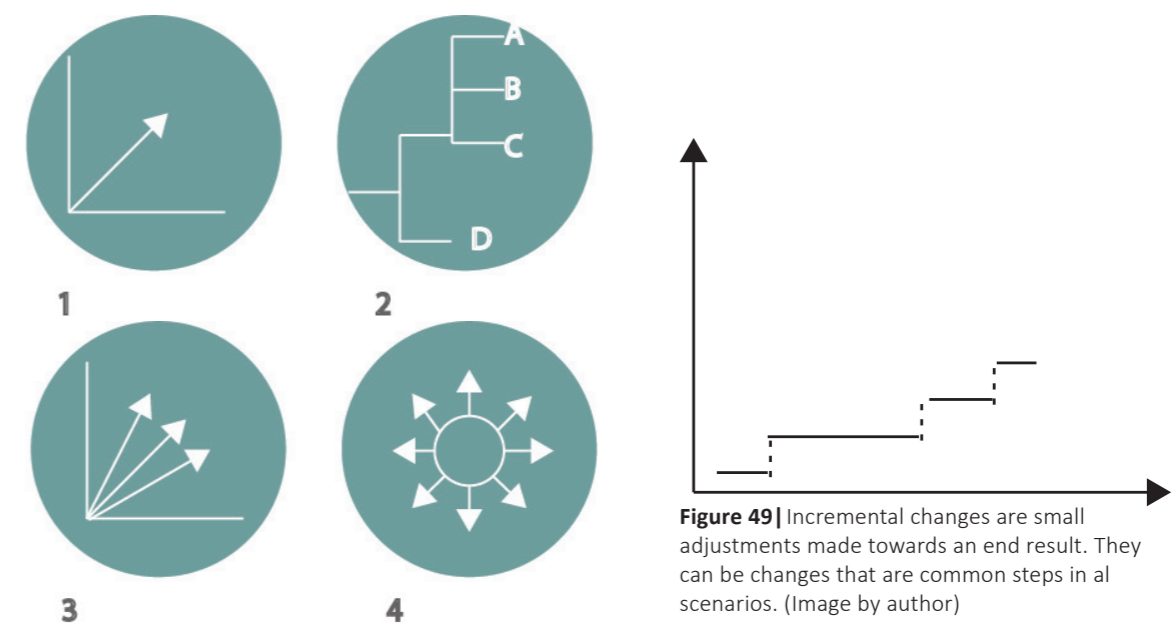 A
B
C
D
1
2
3
4
Figure 49| Incremental changes are small
adjustments made towards an end result. They
can be changes that are common steps in al
scenarios. (Image by author)